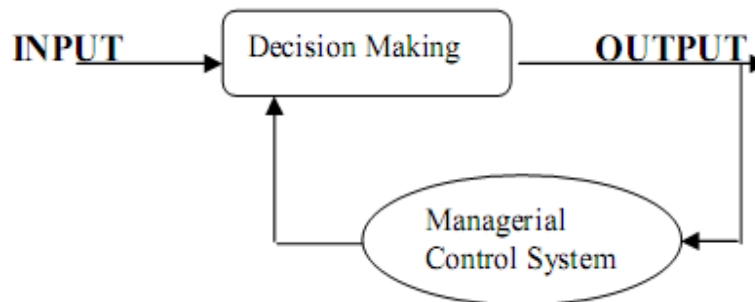 INPUT
Decision Making
OUTPUT
Managerial
Control System